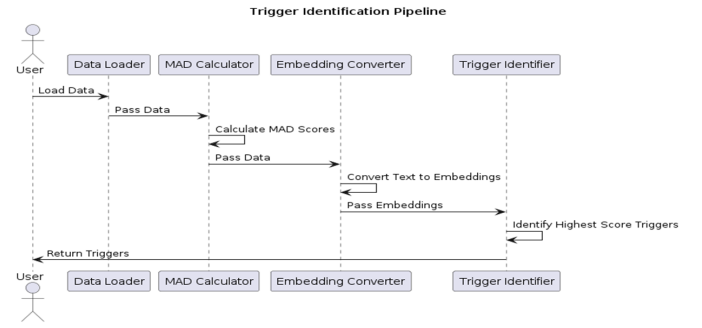 Trigger Identification Pipeline
User
Data Loader MAD Calculator Embedding Converter Trigger Identifier
Load Data
Pass Data
Calculate MAD Scores
Pass Data
Convert Text to Embeddings
Pass Embeddings
Identify Highest Score Triggers
Return Triggers
User
Data Loader MAD Calculator Embedding Converter Trigger Identifier